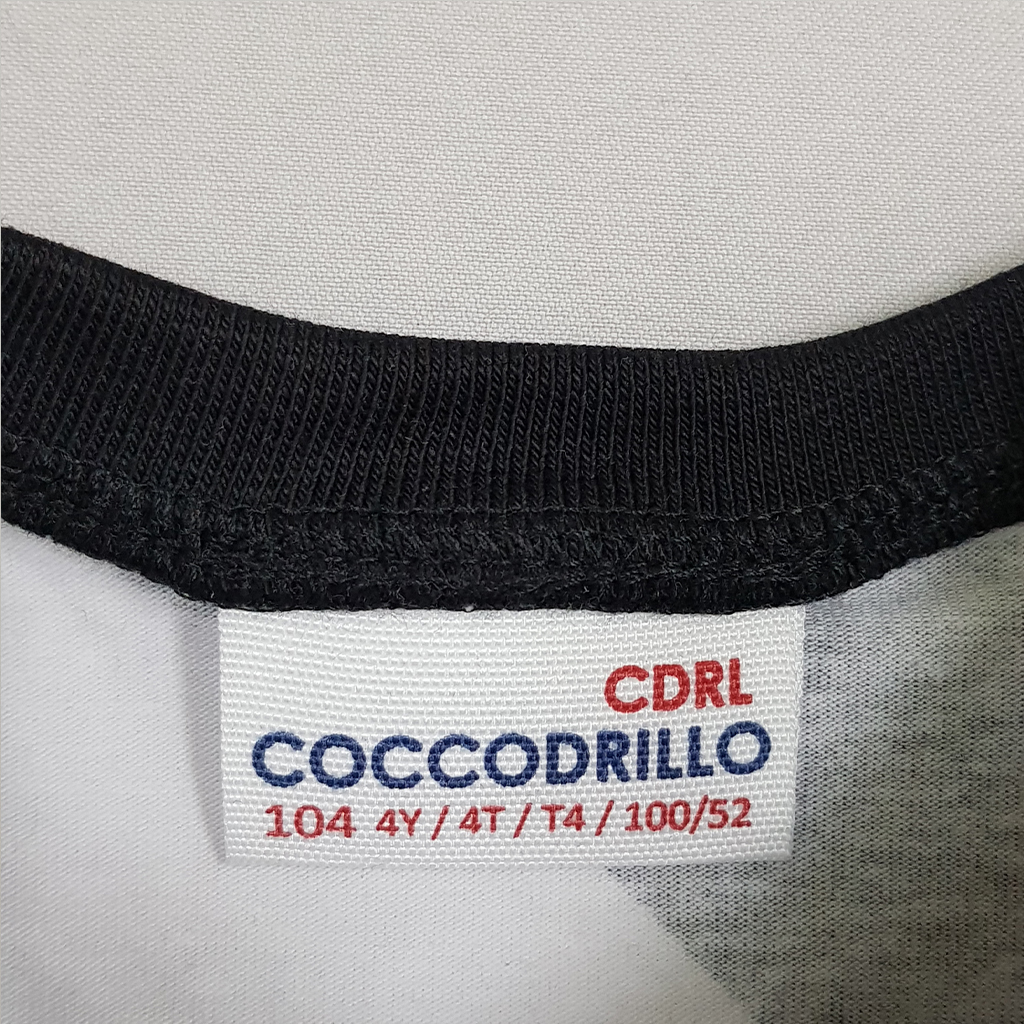 CDRL
COCCODRILLO
104 4Y / 4T / T4 / 100/52